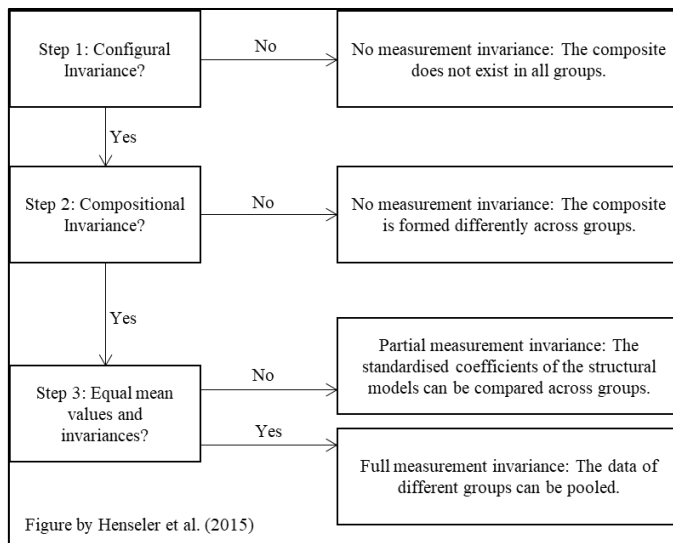 Step 1: Configural
Invariance?
No
No measurement invariance: The composite
does not exist in all groups.
Yes
Step 2: Compositional
Invariance?
No
No measurement invariance: The composite
is formed differently across groups.
Yes
Step 3: Equal mean
values and
invariances?
No
Partial measurement invariance: The
standardised coefficients of the structural
models can be compared across groups.
Yes
Full measurement invariance: The data of
different groups can be pooled.
Figure by Henseler et al. (2015)